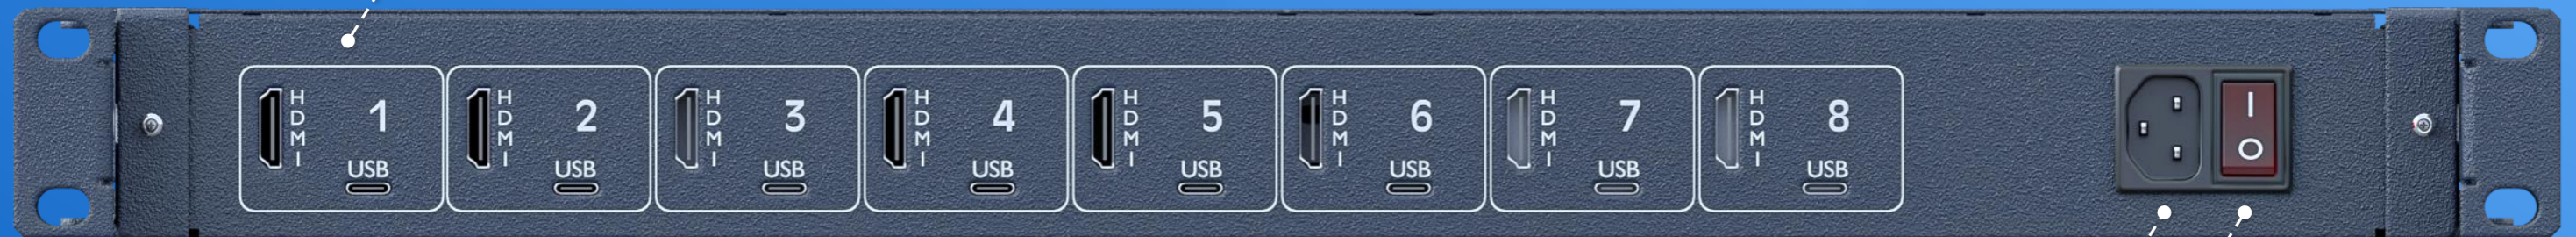 HDMI 1
USB
HDMI 2
USB
HDMI 3
USB
HDMI 4
USB
HDMI 5
USB
HDMI 6
USB
HDMI 7
USB
HDMI 8
USB
I
O